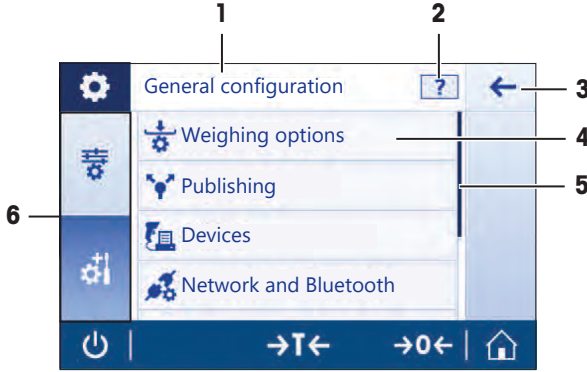 1 2
General configuration ?
3
Weighing options
4
Publishing
5
Devices
6
Network and Bluetooth
→T← →0←